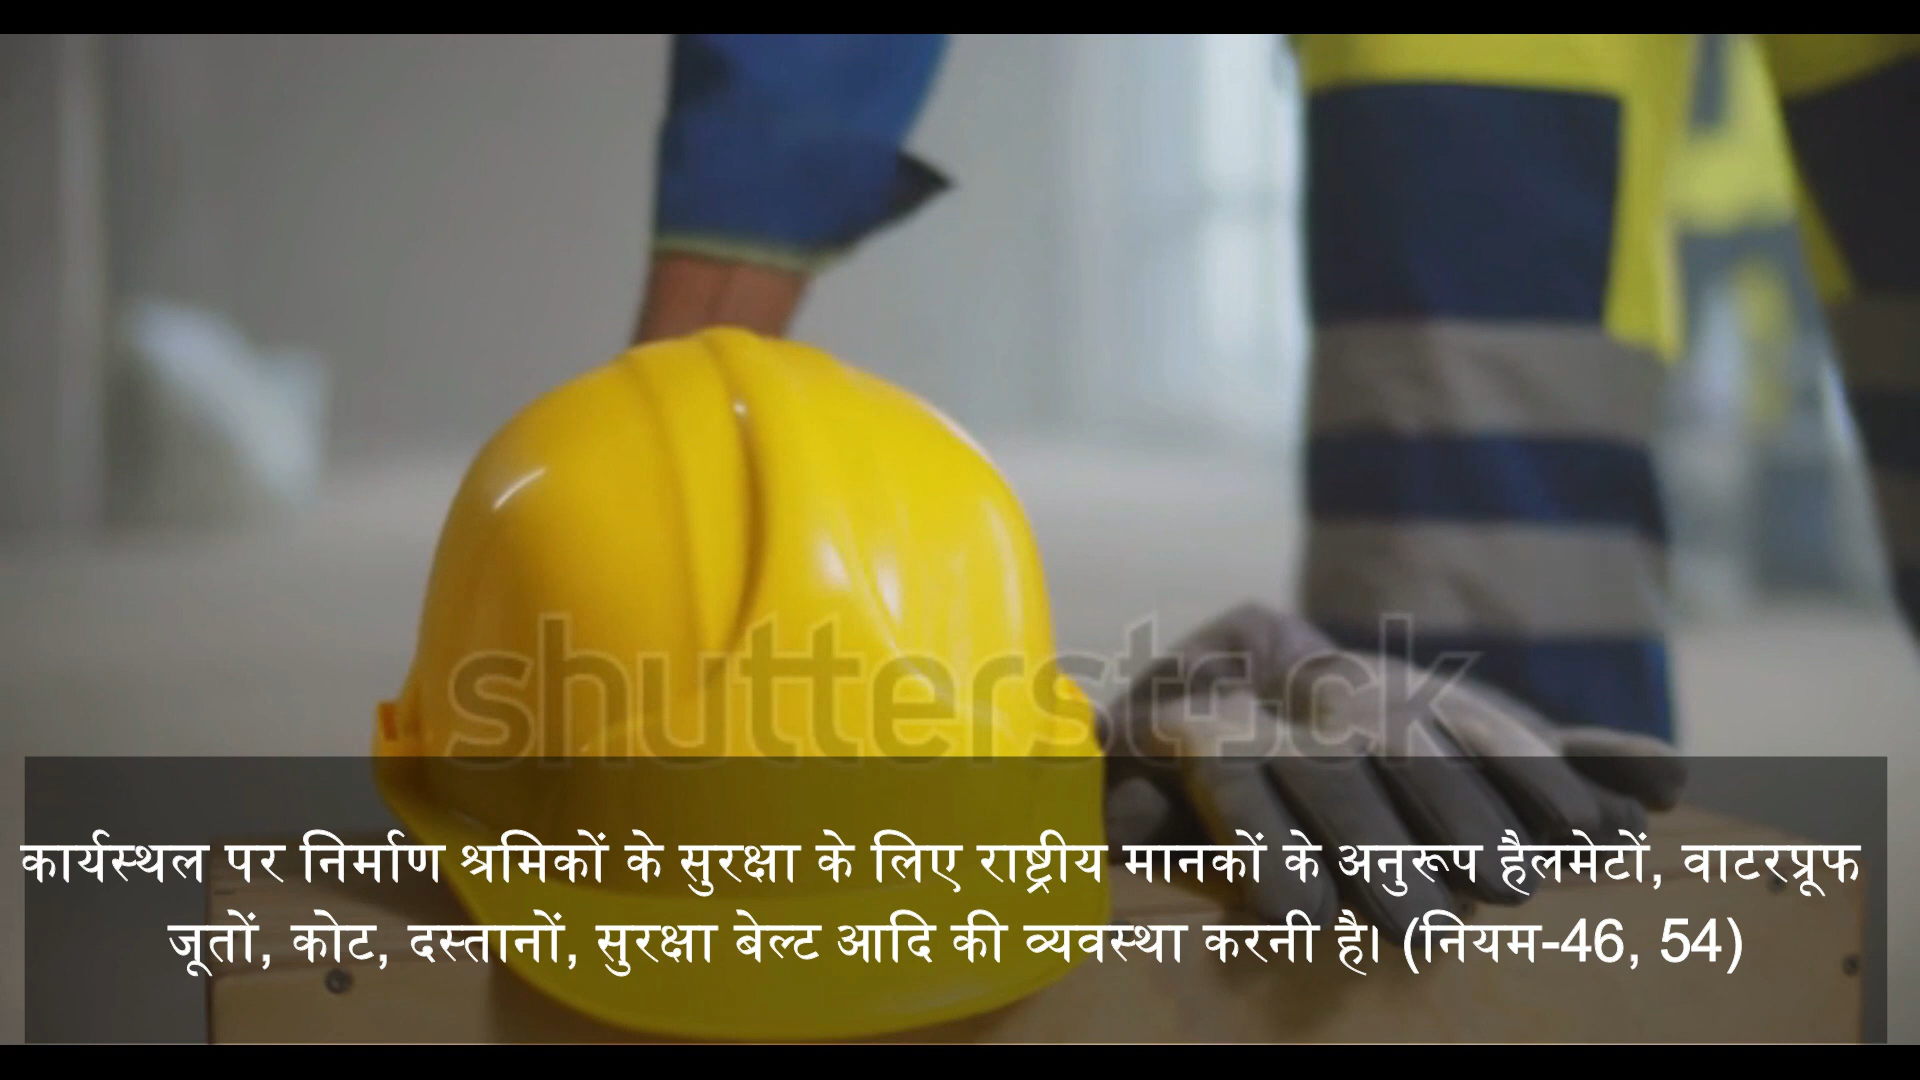 shutterstock
कार्यस्थल पर निर्माण श्रमिकों के सुरक्षा के लिए राष्ट्रीय मानकों के अनुरूप हैलमेटों, वाटरप्रूफ
जूतों, कोट, दस्तानों, सुरक्षा बेल्ट आदि की व्यवस्था करनी है। (नियम-46, 54)